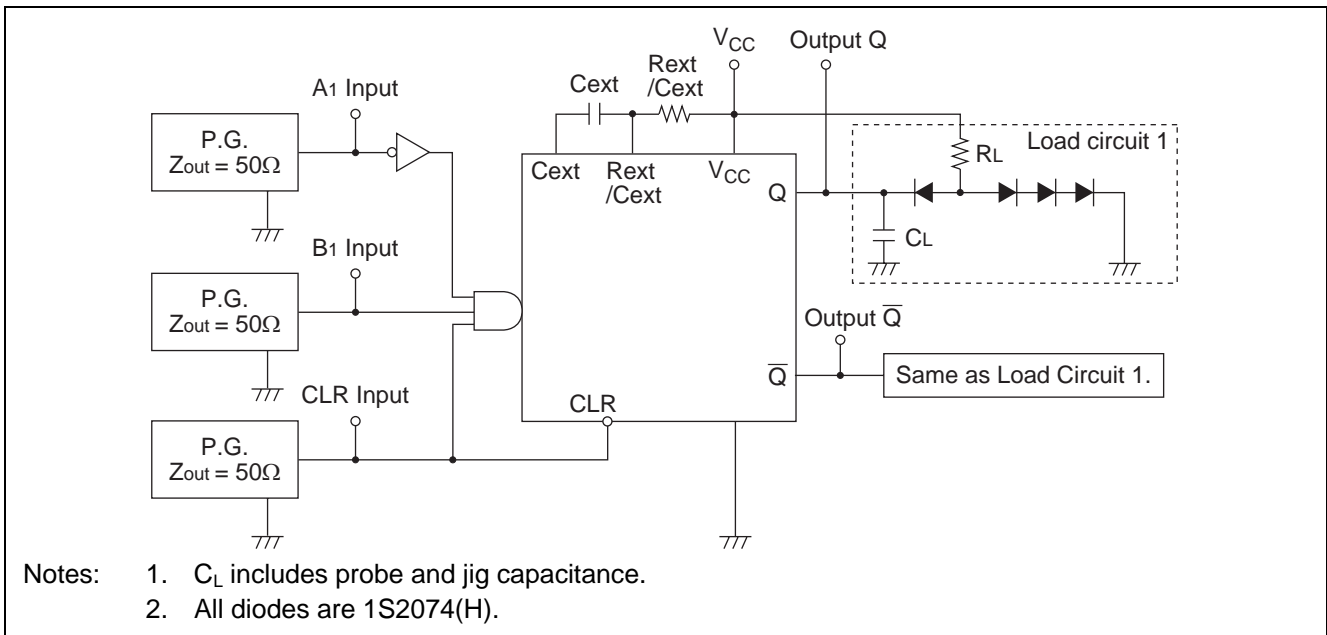 VCC
Output Q
Rext
/Cext
Cext
A1 Input
P.G.
Zout = 50Ω
Load circuit 1
RL
Cext
Rext
/Cext
VCC
Q
CL
B1 Input
P.G.
Zout = 50Ω
Output Q̅
Q̅
Same as Load Circuit 1.
CLR Input
CLR
P.G.
Zout = 50Ω
Notes: 1. CL includes probe and jig capacitance.
2. All diodes are 1S2074(H).